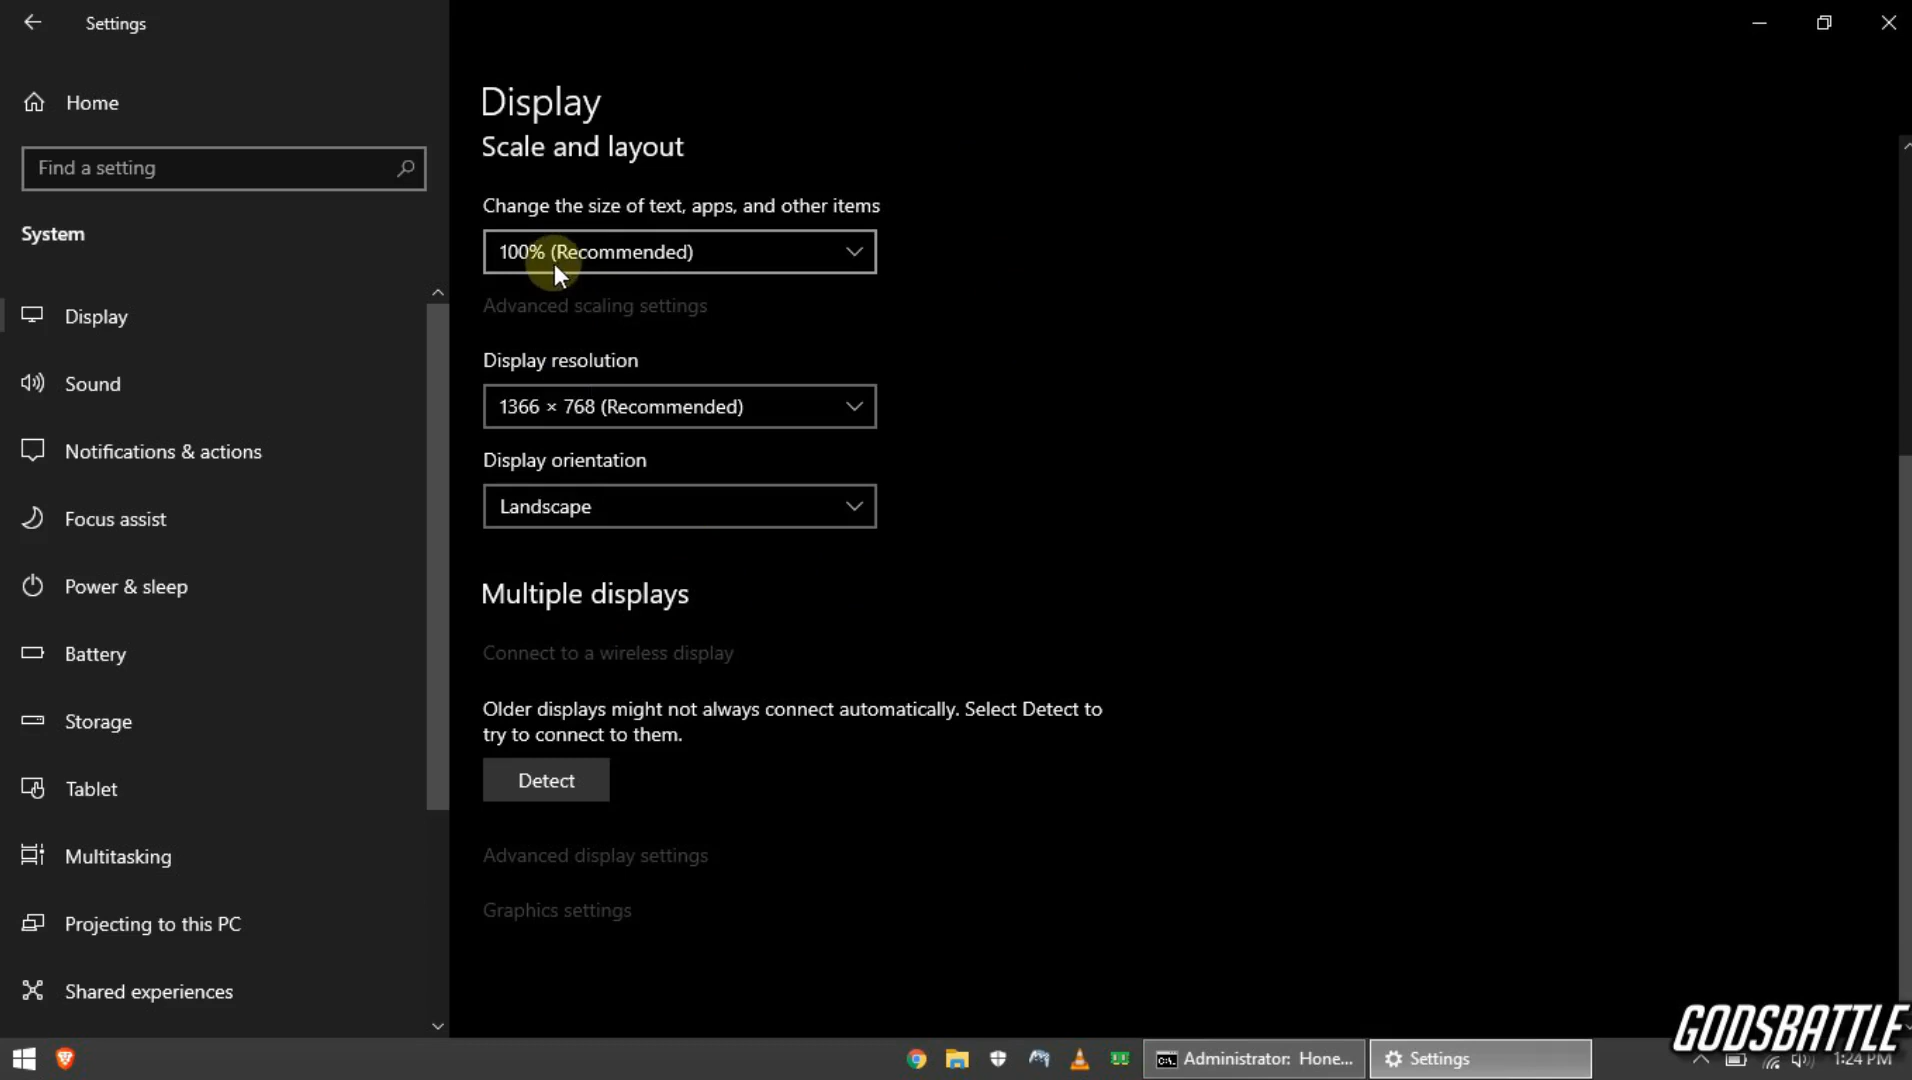 Settings
Home
Find a setting
System
Display
Sound
Notifications & actions
Focus assist
Power & sleep
Battery
Storage
Tablet
Multitasking
Projecting to this PC
Shared experiences
Display
Scale and layout
Change the size of text, apps, and other items
100% (Recommended)
Advanced scaling settings
Display resolution
1366 × 768 (Recommended)
Display orientation
Landscape
Multiple displays
Connect to a wireless display
Older displays might not always connect automatically. Select Detect to
try to connect to them.
Detect
Advanced display settings
Graphics settings
GODSBATTLE
C:\. Administrator: Hone... Settings 1:24 PM